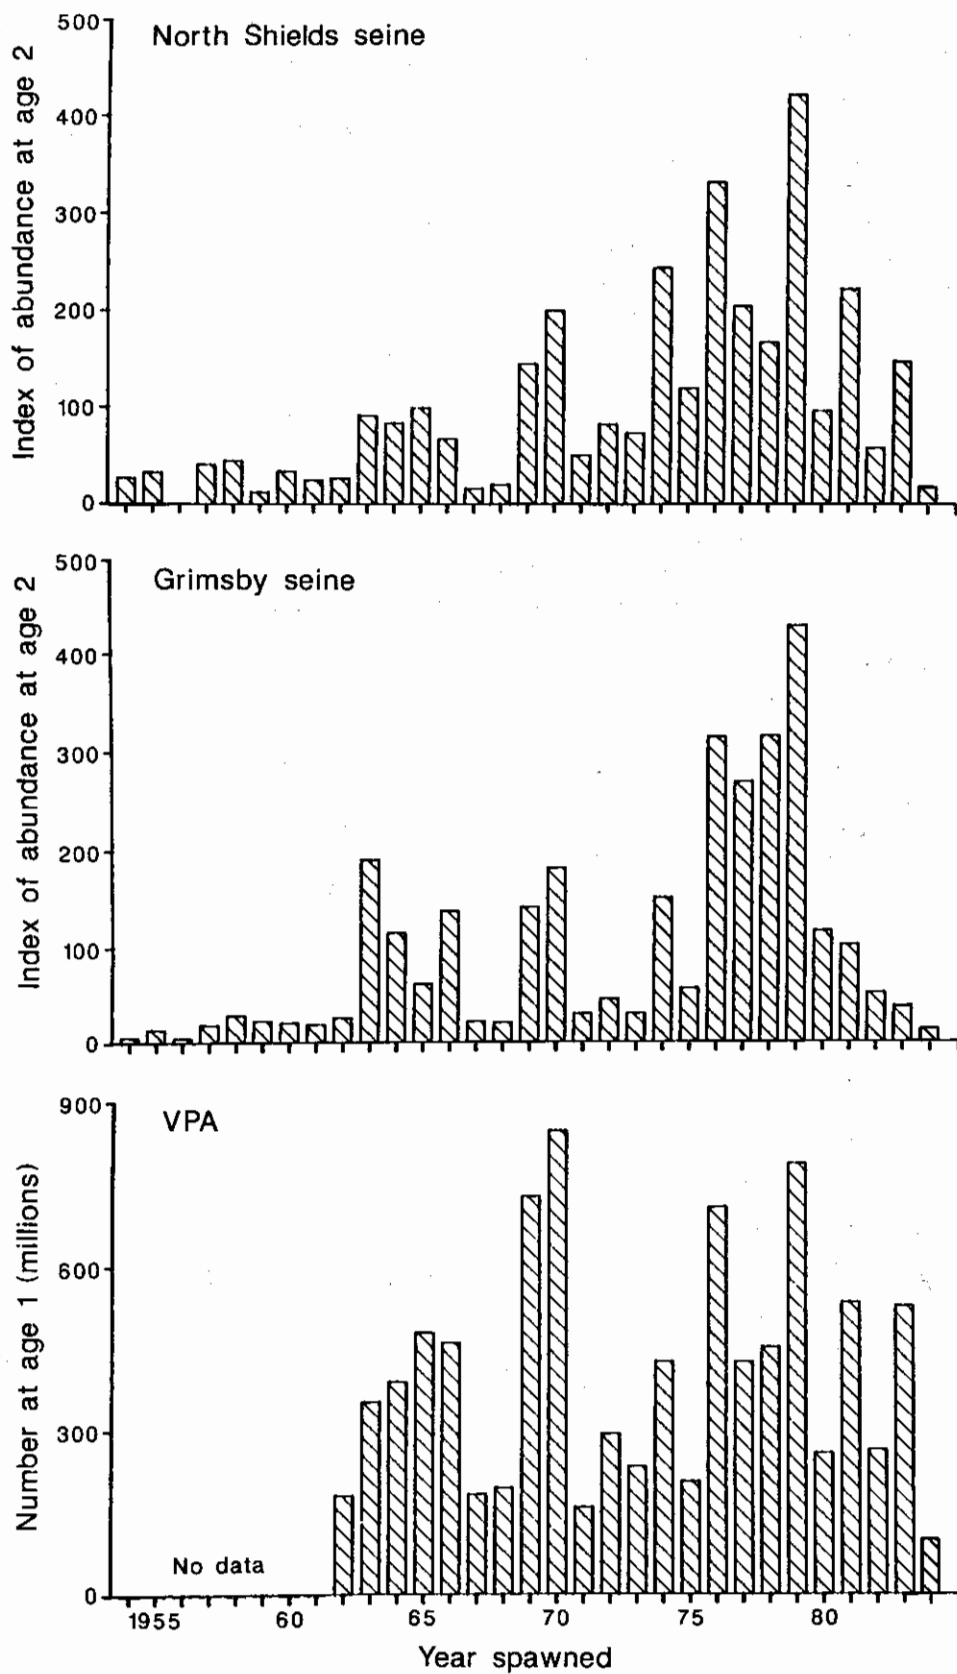 North Shields seine
Index of abundance at age 2
500
400
300
200
100
0
Grimsby seine
Index of abundance at age 2
500
400
300
200
100
0
VPA
Number at age 1 (millions)
900
600
300
0
No data
1955 60 65 70 75 80
Year spawned